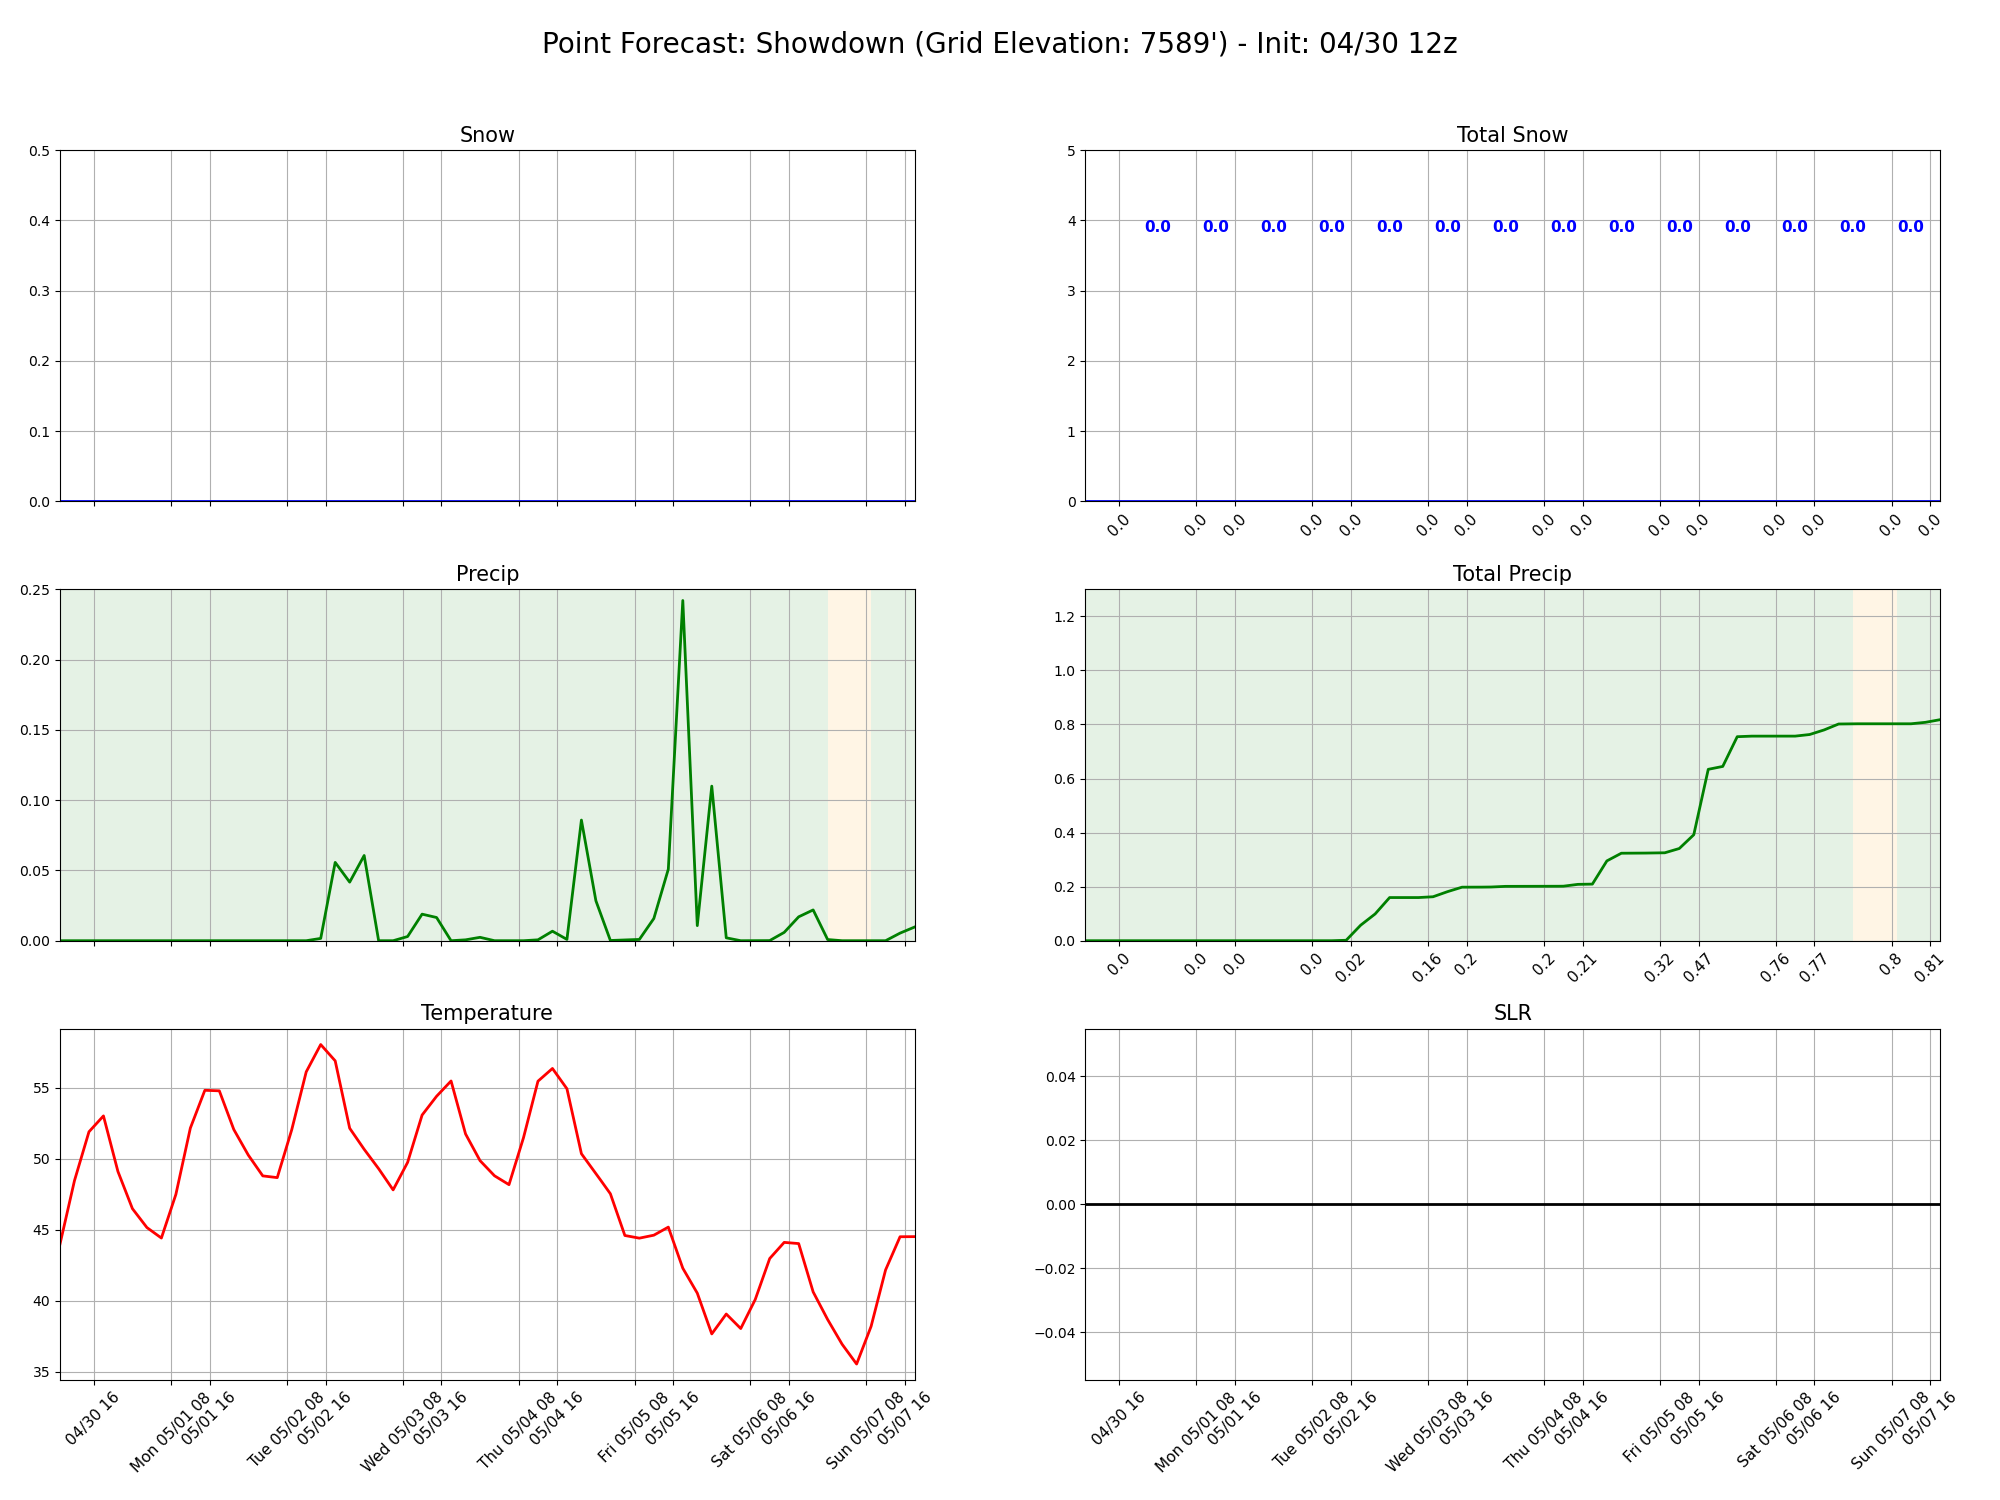 Point Forecast: Showdown (Grid Elevation: 7589') - Init: 04/30 12z
Snow
0.5
0.4
0.3
0.2
0.1
0.0
Total Snow
5
4
3
2
1
0
0.0 0.0 0.0 0.0 0.0 0.0 0.0 0.0 0.0 0.0 0.0 0.0 0.0 0.0
0.0 0.0 0.0 0.0 0.0 0.0 0.0 0.0 0.0 0.0 0.0 0.0 0.0 0.0 0.0
Precip
0.25
0.20
0.15
0.10
0.05
0.00
Total Precip
1.2
1.0
0.8
0.6
0.4
0.2
0.0
0.0 0.0 0.0 0.0 0.02 0.16 0.2 0.2 0.21 0.32 0.47 0.76 0.77 0.8 0.81
Temperature
55
50
45
40
35
04/30 16
Mon 05/01 08
05/01 16
Tue 05/02 08
05/02 16
Wed 05/03 08
05/03 16
Thu 05/04 08
05/04 16
Fri 05/05 08
05/05 16
Sat 05/06 08
05/06 16
Sun 05/07 08
05/07 16
SLR
0.04
0.02
0.00
−0.02
−0.04
04/30 16
Mon 05/01 08
05/01 16
Tue 05/02 08
05/02 16
Wed 05/03 08
05/03 16
Thu 05/04 08
05/04 16
Fri 05/05 08
05/05 16
Sat 05/06 08
05/06 16
Sun 05/07 08
05/07 16